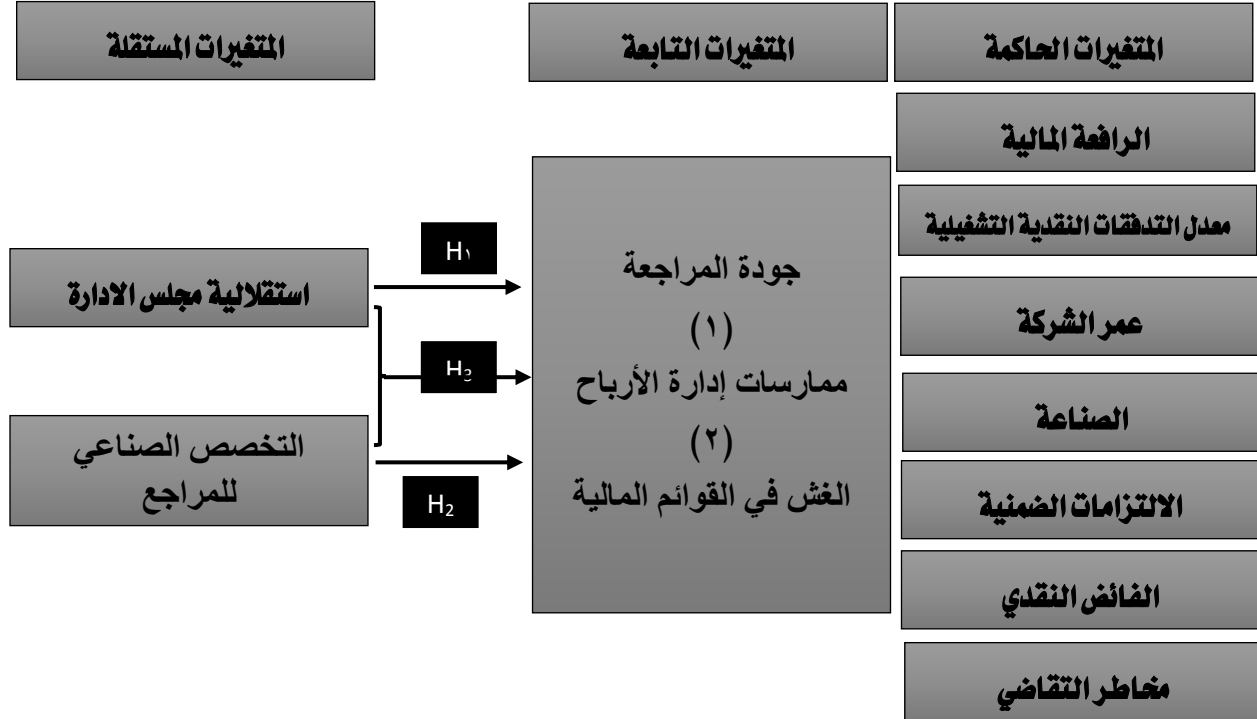 المتغيرات الحاكمة
المتغيرات التابعة
المتغيرات المستقلة
الرافعة المالية
معدل التدفقات النقدية التشغيلية
عمر الشركة
الصناعة
الالتزامات الضمنية
الفائض النقدي
مخاطر التقاضي
جودة المراجعة
(١)
ممارسات إدارة الأرباح
(٢)
الغش في القوائم المالية
H١
H3
H2
استقلالية مجلس الادارة
التخصص الصناعي
للمراجع